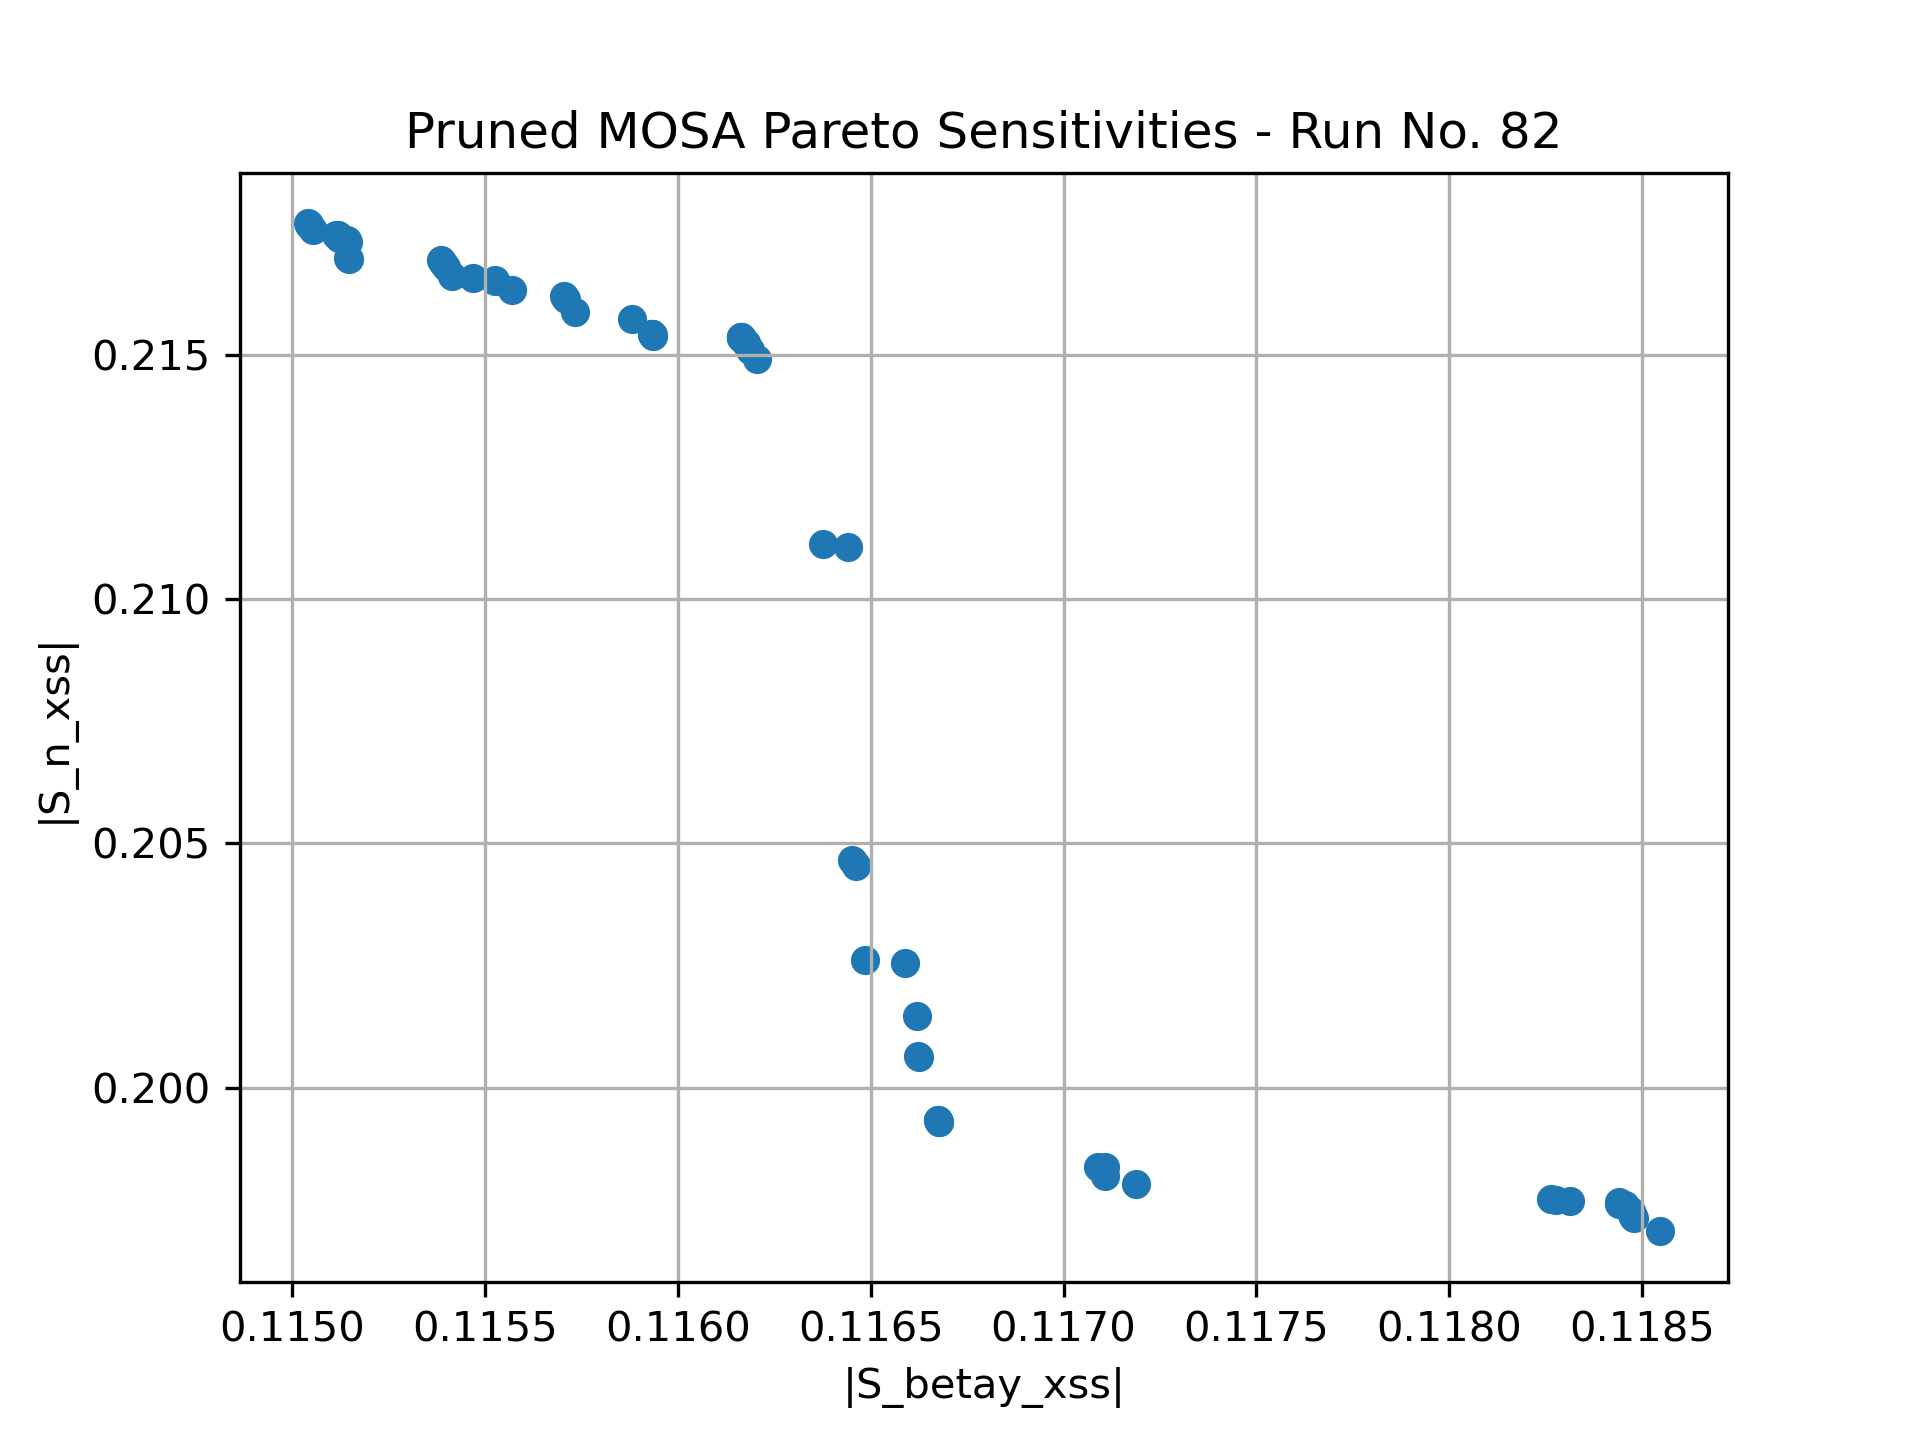 Pruned MOSA Pareto Sensitivities - Run No. 82
|S_n_xss|
0.215
0.210
0.205
0.200
0.1150 0.1155 0.1160 0.1165 0.1170 0.1175 0.1180 0.1185
|S_betay_xss|